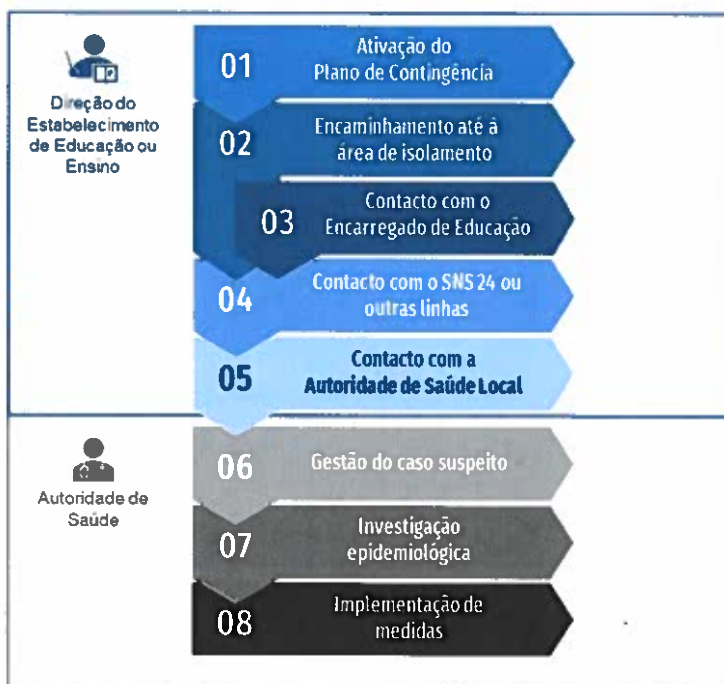 Direção do
Estabelecimento
de Educação ou
Ensino
01
Ativação do
Plano de Contingência
02
Encaminhamento até à
área de isolamento
03
Contacto com o
Encarregado de Educação
04
Contacto com o SNS 24 ou
outras linhas
05
Contacto com a
Autoridade de Saúde Local
Autoridade de
Saúde
06
Gestão do caso suspeito
07
Investigação
epidemiológica
08
Implementação de
medidas